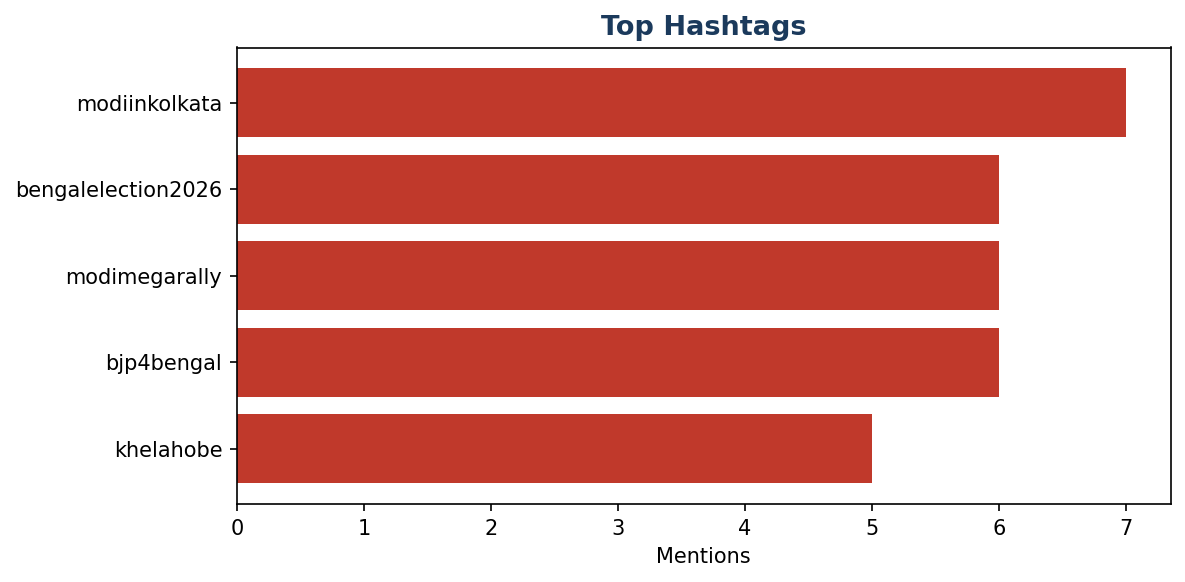 Top Hashtags
modiinkolkata
bengalelection2026
modimegarally
bjp4bengal
khelahobe
0 1 2 3 4 5 6 7
Mentions